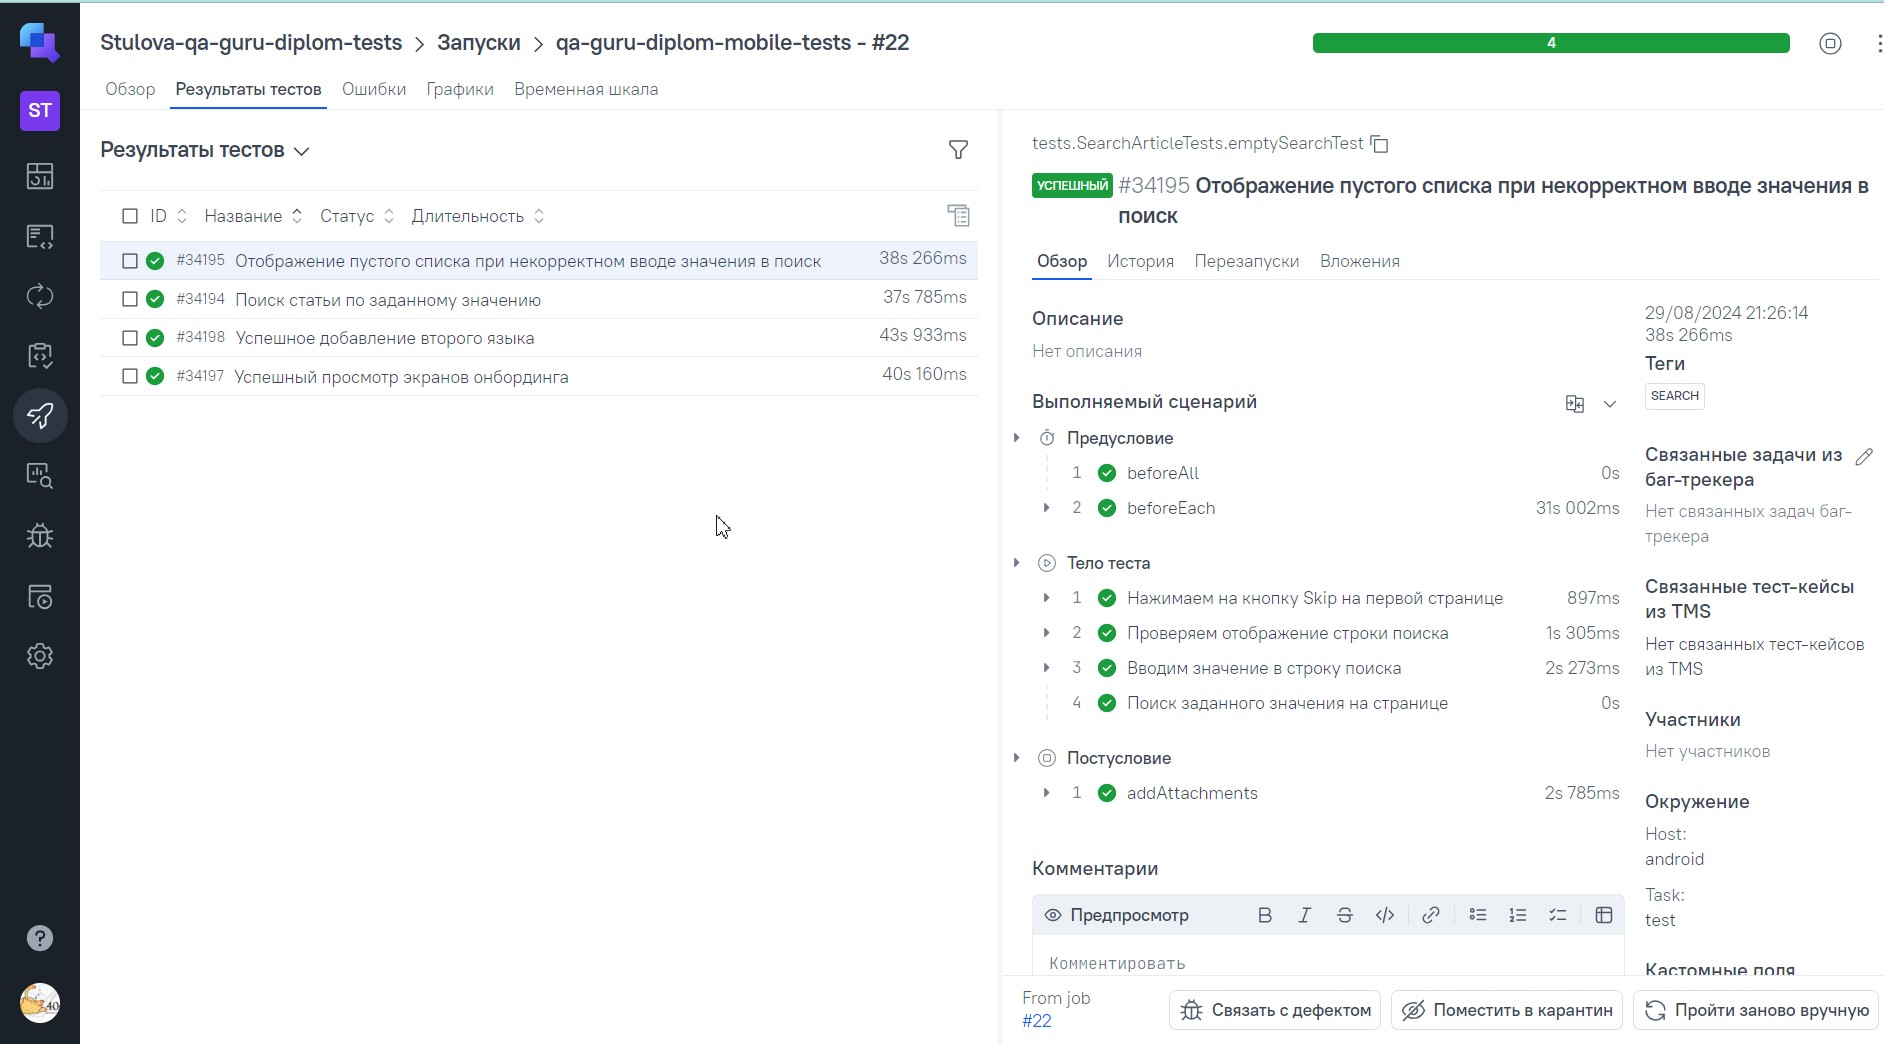 Stulova-qa-guru-diplom-tests > Запуски > qa-guru-diplom-mobile-tests - #22
4
ST
Обзор Результаты тестов Ошибки Графики Временная шкала
Результаты тестов
ID Название Статус Длительность
#34195 Отображение пустого списка при некорректном вводе значения в поиск 38s 266ms
#34194 Поиск статьи по заданному значению 37s 785ms
#34198 Успешное добавление второго языка 43s 933ms
#34197 Успешный просмотр экранов онбординга 40s 160ms
tests.SearchArticleTests.emptySearchTest
УСПЕШНЫЙ #34195 Отображение пустого списка при некорректном вводе значения в
поиск
Обзор История Перезапуски Вложения
Описание
Нет описания
Выполняемый сценарий
Предусловие
1 beforeAll 0s
2 beforeEach 31s 002ms
Тело теста
1 Нажимаем на кнопку Skip на первой странице 897ms
2 Проверяем отображение строки поиска 1s 305ms
3 Вводим значение в строку поиска 2s 273ms
4 Поиск заданного значения на странице 0s
Постусловие
1 addAttachments 2s 785ms
Комментарии
Предпросмотр
Комментировать
29/08/2024 21:26:14
38s 266ms
Теги
SEARCH
Связанные задачи из
баг-трекера
Нет связанных задач баг-
трекера
Связанные тест-кейсы
из TMS
Нет связанных тест-кейсов
из TMS
Участники
Нет участников
Окружение
Host:
android
Task:
test
Кастомные поля
From job
#22
Связать с дефектом Поместить в карантин Пройти заново вручную
40